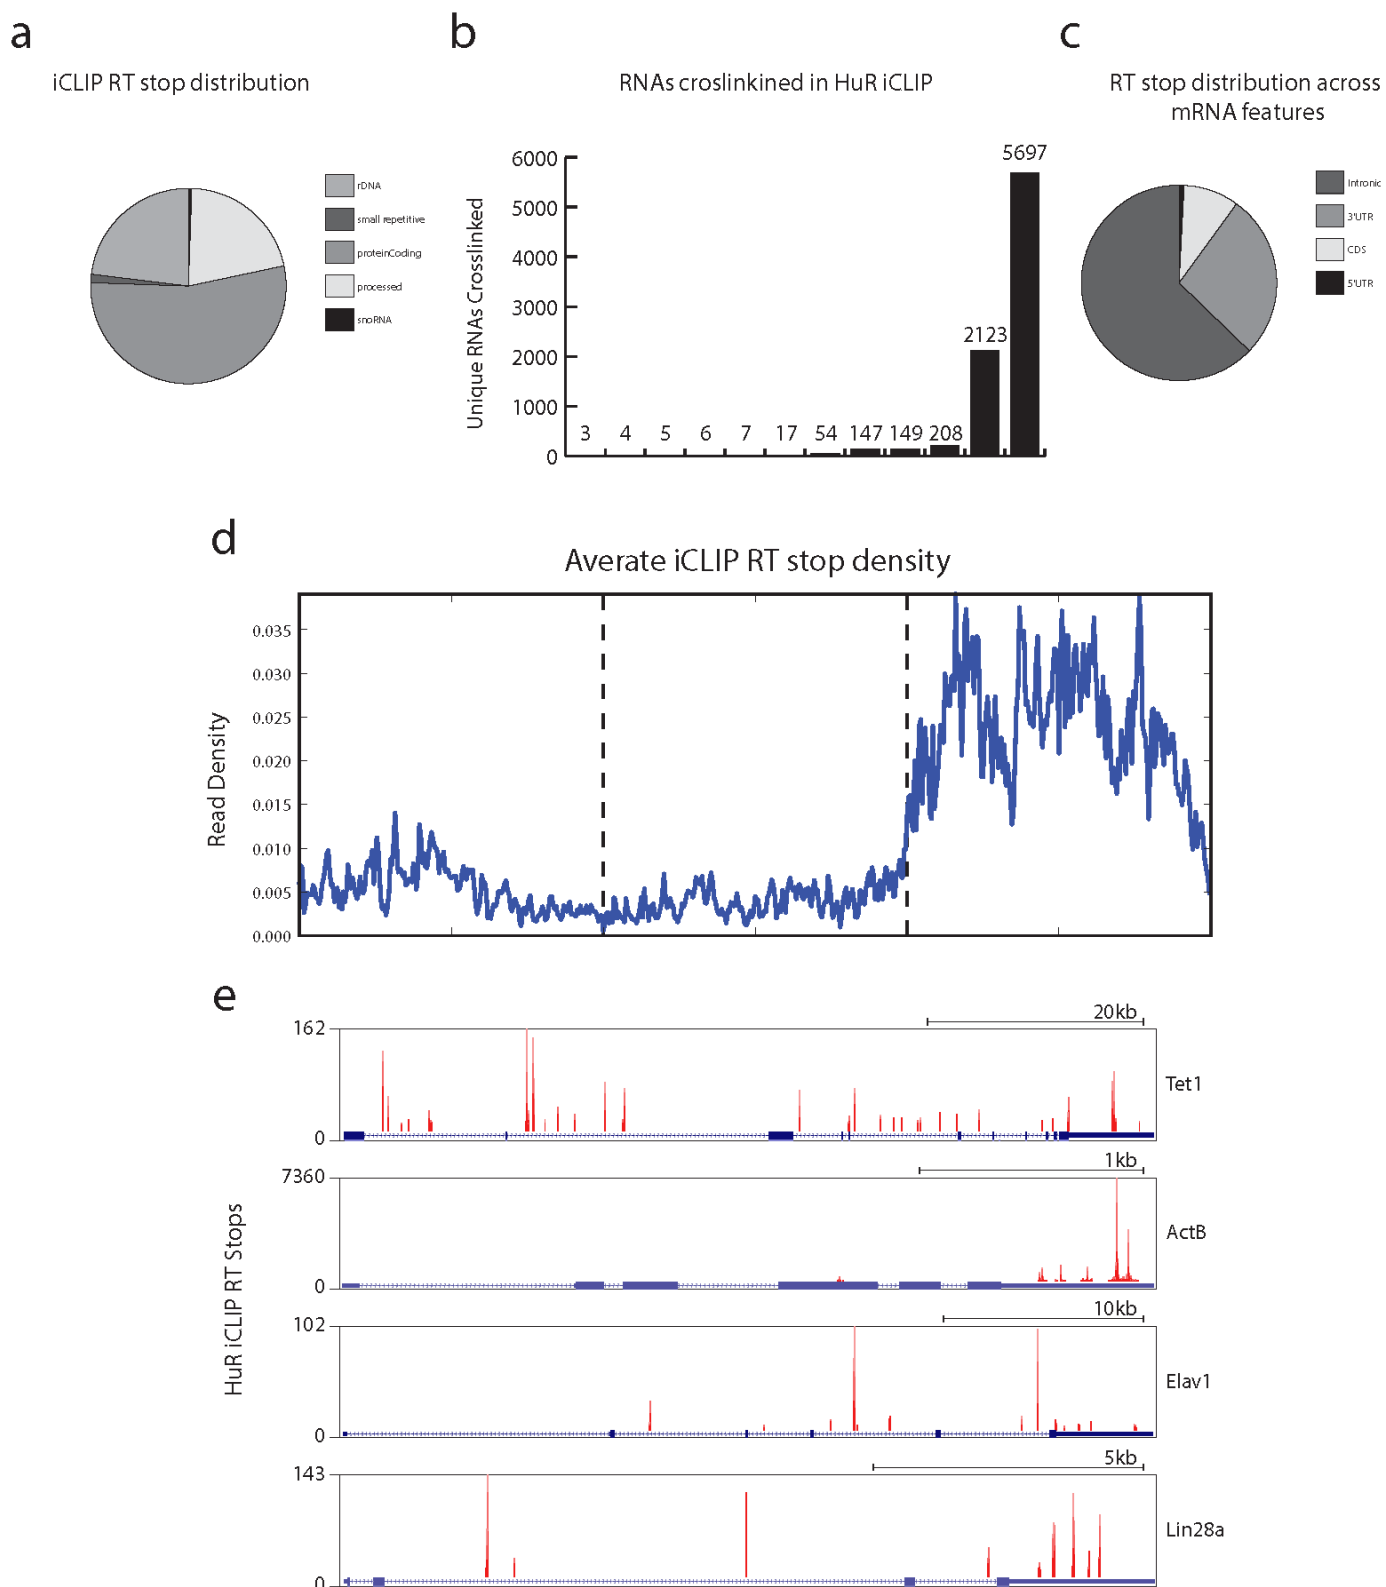 a
iCLIP RT stop distribution
rDNA
small repetitive
proteinCoding
processed
snoRNA
b
RNAs croslinkined in HuR iCLIP
Unique RNAs Crosslinked
6000
5000
4000
3000
2000
1000
0
3 4 5 6 7 17 54 147 149 208 2123 5697
c
RT stop distribution across
mRNA features
Intronic
3'UTR
CDS
5'UTR
d
Averate iCLIP RT stop density
Read Density
0.035
0.030
0.025
0.020
0.015
0.010
0.005
0.000
e
HuR iCLIP RT Stops
20kb
162
0
Tet1
1kb
7360
0
ActB
10kb
102
0
Elav1
5kb
143
0
Lin28a